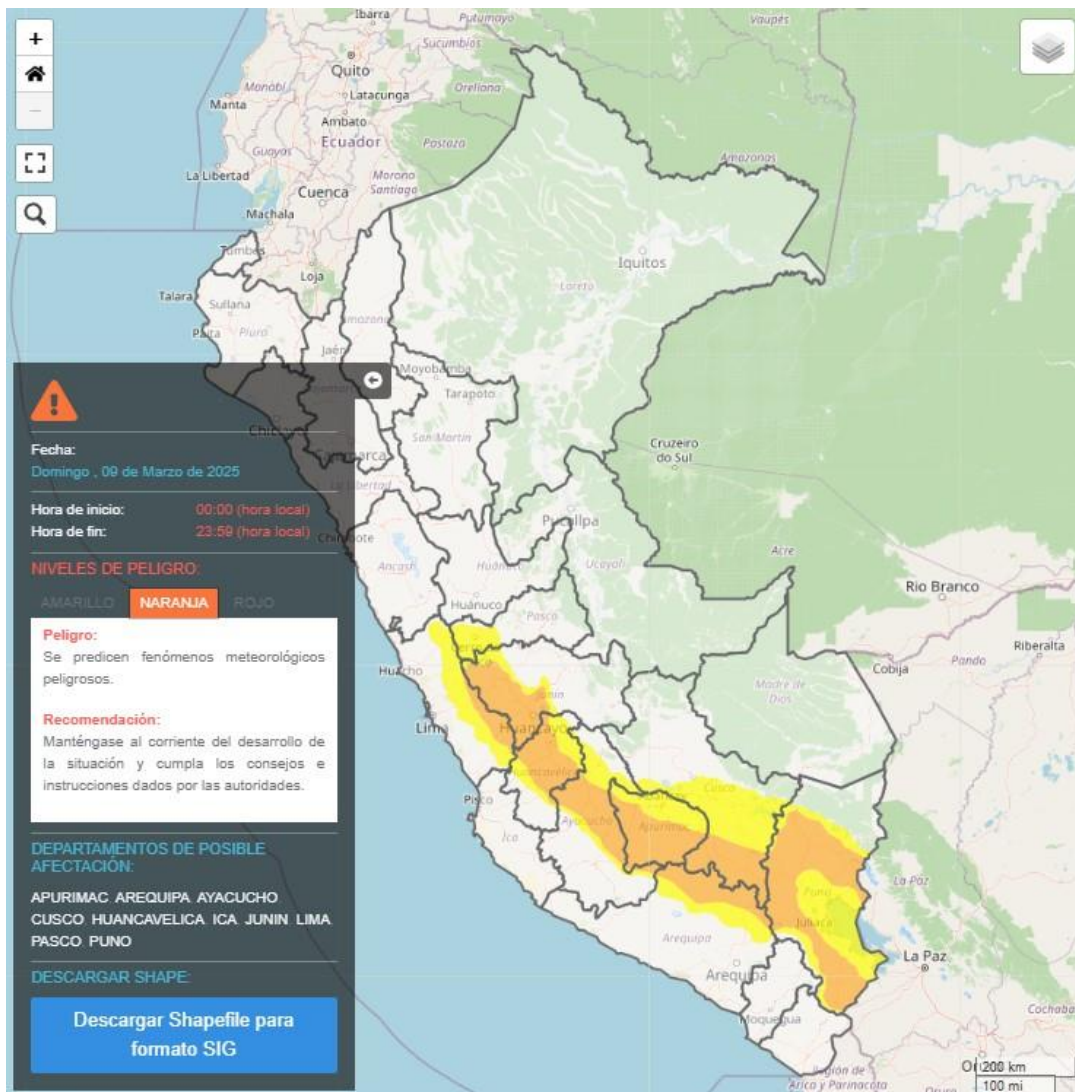 Ibarra
Putumayo
Vaupés
Sucumbíos
Quito
Orellana
Manabí
Latacunga
Manta
Ambato
Ecuador
Pastaza
Guayas
Amazonas
La Libertad
Morona
Santiago
Cuenca
Machala
Tumbes
Iquitos
Loja
Loreto
Talara
Sullana
Paita
Piura
Jaén
Moyobamba
Tarapoto
San Martín
Cruzeiro
do Sul
Pucallpa
Acre
Ancash
Huánuco
Ucayali
Rio Branco
Huánuco
Pasco
Riberalta
Cobija
Pando
Huacho
Junín
Madre de
Dios
Lima
Huancayo
Huancavelica
Cusco
Pisco
Ica
Ayacucho
Apurímac
Puno
La Paz
Juliaca
Arequipa
La Paz
Arequipa
Moquegua
Cochaba
200 km
100 mi
Región de
Arica y Parinacota
Oruro
Fecha:
Domingo , 09 de Marzo de 2025
Hora de inicio: 00:00 (hora local)
Hora de fin: 23:59 (hora local)
NIVELES DE PELIGRO:
AMARILLO NARANJA ROJO
Peligro:
Se predicen fenómenos meteorológicos
peligrosos.
Recomendación:
Manténgase al corriente del desarrollo de
la situación y cumpla los consejos e
instrucciones dados por las autoridades.
DEPARTAMENTOS DE POSIBLE
AFECTACIÓN:
APURIMAC AREQUIPA AYACUCHO
CUSCO HUANCAVELICA ICA JUNIN LIMA
PASCO PUNO
DESCARGAR SHAPE:
Descargar Shapefile para
formato SIG